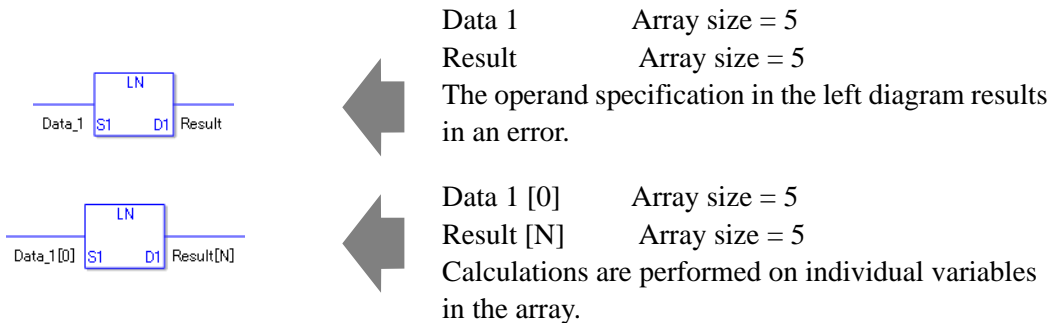 LN
Data_1 S1 D1 Result
Data 1 Array size = 5
Result Array size = 5
The operand specification in the left diagram results
in an error.
LN
Data_1[0] S1 D1 Result[N]
Data 1 [0] Array size = 5
Result [N] Array size = 5
Calculations are performed on individual variables
in the array.